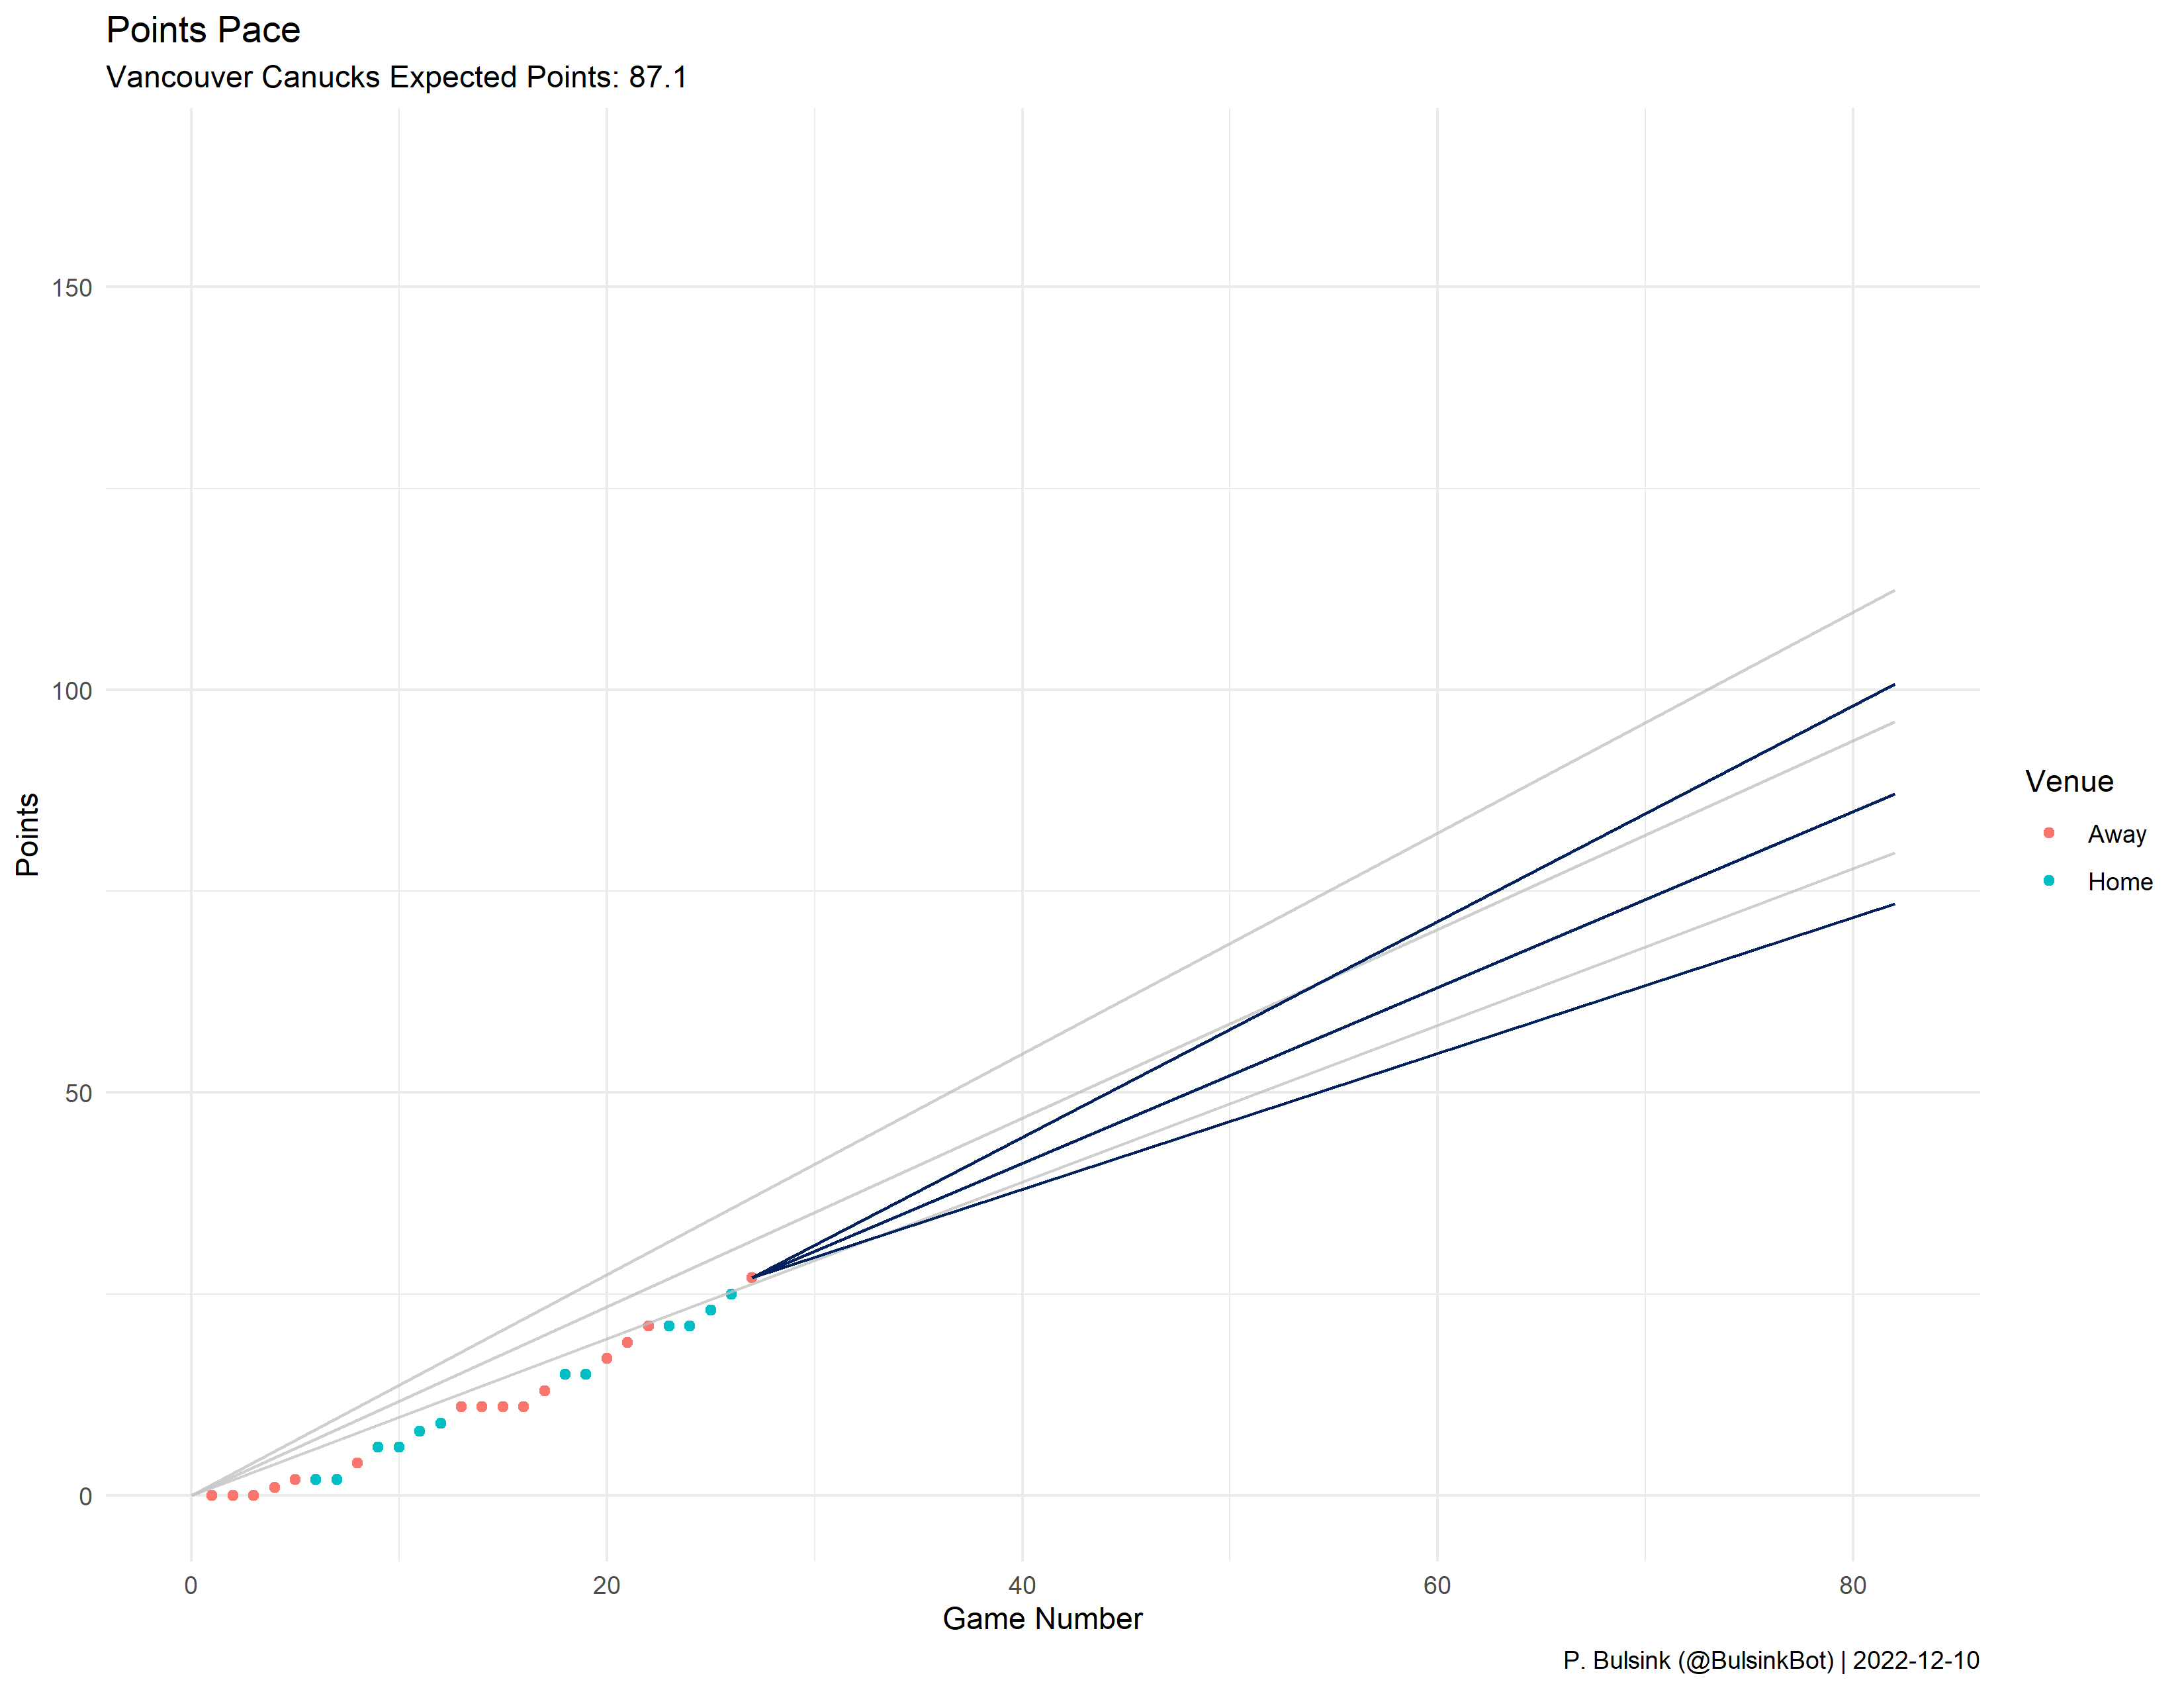 Points Pace
Vancouver Canucks Expected Points: 87.1
150
100
50
0
Points
0 20 40 60 80
Game Number
Venue
Away
Home
P. Bulsink (@BulsinkBot) | 2022-12-10